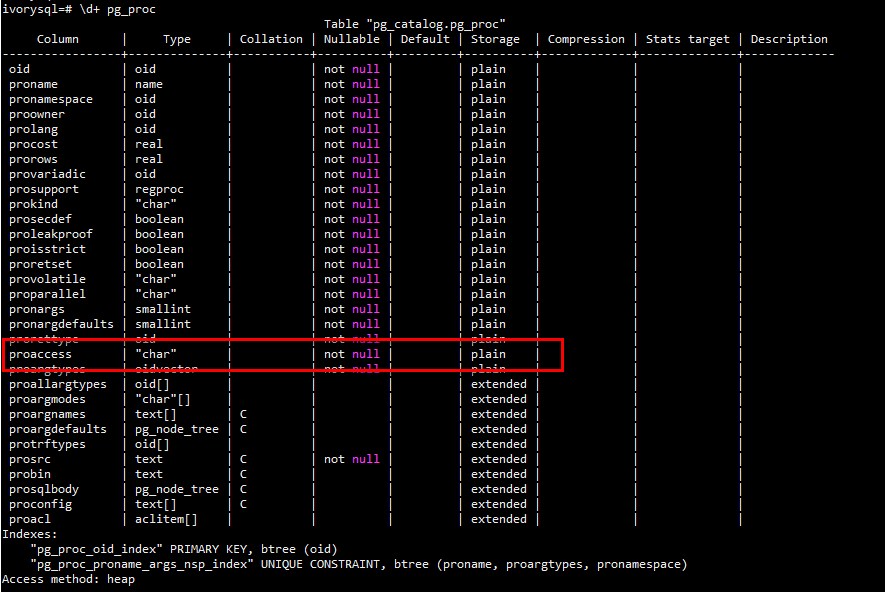 ivorysql=# \d+ pg_proc
Table "pg_catalog.pg_proc"
Column | Type | Collation | Nullable | Default | Storage | Compression | Stats target | Description
-----------------+--------------+-----------+----------+---------+----------+-------------+--------------+-------------
oid | oid | | not null | | plain | | |
proname | name | | not null | | plain | | |
pronamespace | oid | | not null | | plain | | |
proowner | oid | | not null | | plain | | |
prolang | oid | | not null | | plain | | |
procost | real | | not null | | plain | | |
prorows | real | | not null | | plain | | |
provariadic | oid | | not null | | plain | | |
prosupport | regproc | | not null | | plain | | |
prokind | "char" | | not null | | plain | | |
prosecdef | boolean | | not null | | plain | | |
proleakproof | boolean | | not null | | plain | | |
proisstrict | boolean | | not null | | plain | | |
proretset | boolean | | not null | | plain | | |
provolatile | "char" | | not null | | plain | | |
proparallel | "char" | | not null | | plain | | |
pronargs | smallint | | not null | | plain | | |
pronargdefaults | smallint | | not null | | plain | | |
prorettype | oid | | not null | | plain | | |
proaccess | "char" | | not null | | plain | | |
proargtypes | oidvector | | not null | | plain | | |
proallargtypes | oid[] | | | | extended | | |
proargmodes | "char"[] | | | | extended | | |
proargnames | text[] | C | | | extended | | |
proargdefaults | pg_node_tree | C | | | extended | | |
protrftypes | oid[] | | | | extended | | |
prosrc | text | C | not null | | extended | | |
probin | text | C | | | extended | | |
prosqlbody | pg_node_tree | C | | | extended | | |
proconfig | text[] | C | | | extended | | |
proacl | aclitem[] | | | | extended | | |
Indexes:
"pg_proc_oid_index" PRIMARY KEY, btree (oid)
"pg_proc_proname_args_nsp_index" UNIQUE CONSTRAINT, btree (proname, proargtypes, pronamespace)
Access method: heap